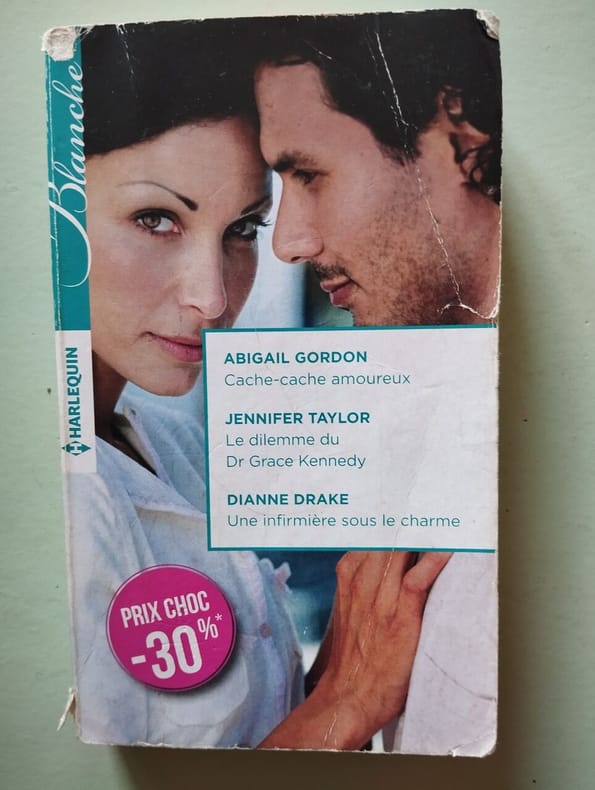 Blanche
HARLEQUIN
ABIGAIL GORDON
Cache-cache amoureux
JENNIFER TAYLOR
Le dilemme du
Dr Grace Kennedy
DIANNE DRAKE
Une infirmière sous le charme
PRIX CHOC
-30%*